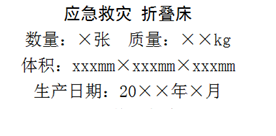 应急救灾 折叠床
数量：×张 质量：××kg
体积：xxxmm×xxxmm×xxxmm
生产日期：20××年×月